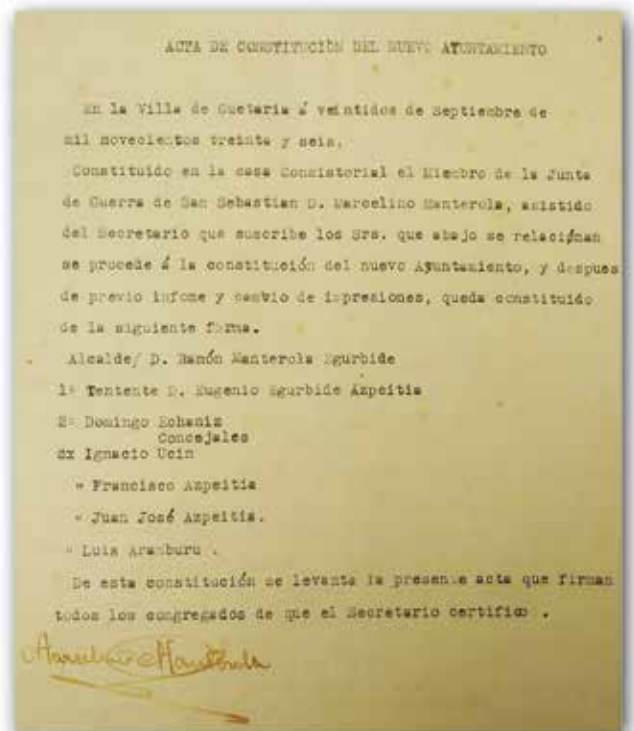 ACTA DE CONSTITUCIÓN DEL NUEVO AYUNTAMIENTO
En la Villa de Guetaria á veintidos de Septiembre de
mil novecientos treinta y seis.
Constituido en la casa Consistorial el Miembro de la Junta
de Guerra de San Sebastian D. Marcelino Manterola, asistido
del Secretario que suscribe los Srs. que abajo se relacionan
se procede á la constitución del nuevo Ayuntamiento, y despues
de previo infome y cambio de impresiones, queda constituido
de la siguiente forma.
Alcalde/ D. Ramón Manterola Egurbide
1º Tentente D. Eugenio Egurbide Azpeitia
2º Domingo Echaniz
Concejales
dx Ignacio Ucin
" Francisco Azpeitia
" Juan José Azpeitia.
" Luis Aramburu .
De esta constitución se levanta la presente acta que firman
todos los congregados de que el Secretario certifico .
Marcelino Manterola